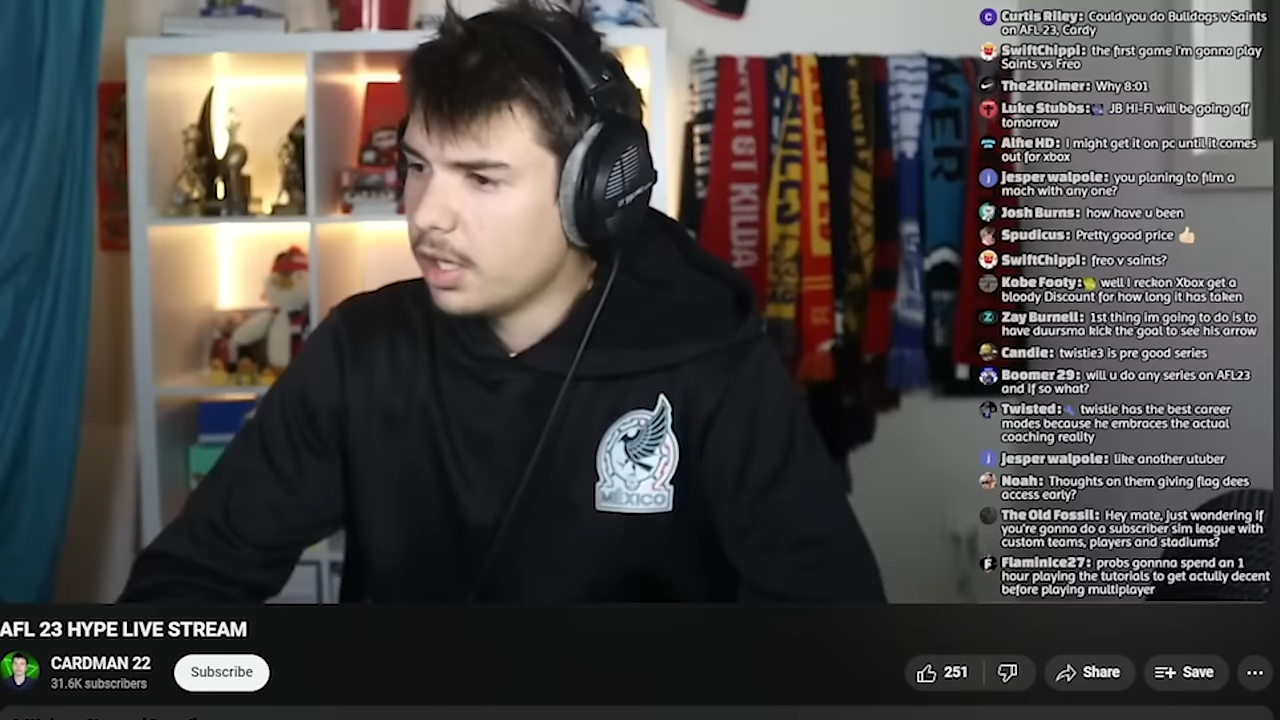 Curtis Riley: Could you do Bulldogs v Saints
on AFL 23, Cardy
SwiftChippi: the first game I'm gonna play
Saints vs Freo
The2KDimer: Why 8:01
Luke Stubbs: JB HI-FI will be going off
tomorrow
Alfie HD: I might get it on pc until it comes
out for xbox
Jesper walpole: you planing to film a
mach with any one?
Josh Burns: how have u been
Spudicus: Pretty good price
SwiftChippi: freo v saints?
Kobe Footy: well I reckon Xbox get a
bloody Discount for how long it has taken
Zay Burnell: 1st thing im going to do is to
have duursma kick the goal to see his arrow
Candie: twistie3 is pre good series
Boomer 29: will u do any series on AFL23
and if so what?
Twisted: twistie has the best career
modes because he embraces the actual
coaching reality
Jesper walpole: like another utuber
Noah: Thoughts on them giving flag dees
access early?
The Old Fossil: Hey mate, just wondering if
you're gonna do a subscriber sim league with
custom teams, players and stadiums?
Flaminice27: probs gonnna spend an 1
hour playing the tutorials to get actully decent
before playing multiplayer
ST KILDA
MEXICO
AFL 23 HYPE LIVE STREAM
CARDMAN 22
31.6K subscribers
Subscribe
251
Share
Save